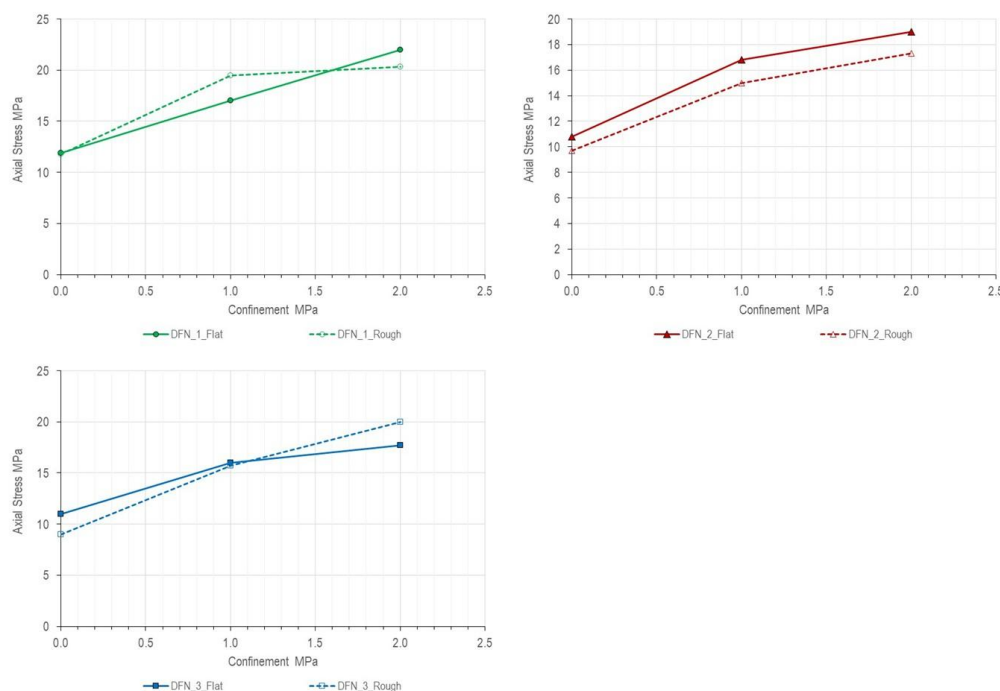 25
20
15
10
5
0
Axial Stress MPa
0.0 0.5 1.0 1.5 2.0 2.5
Confinement MPa
DFN_1_Flat DFN_1_Rough
20
18
16
14
12
10
8
6
4
2
0
Axial Stress MPa
0.0 0.5 1.0 1.5 2.0 2.5
Confinement MPa
DFN_2_Flat DFN_2_Rough
25
20
15
10
5
0
Axial Stress MPa
0.0 0.5 1.0 1.5 2.0 2.5
Confinement MPa
DFN_3_Flat DFN_3_Rough